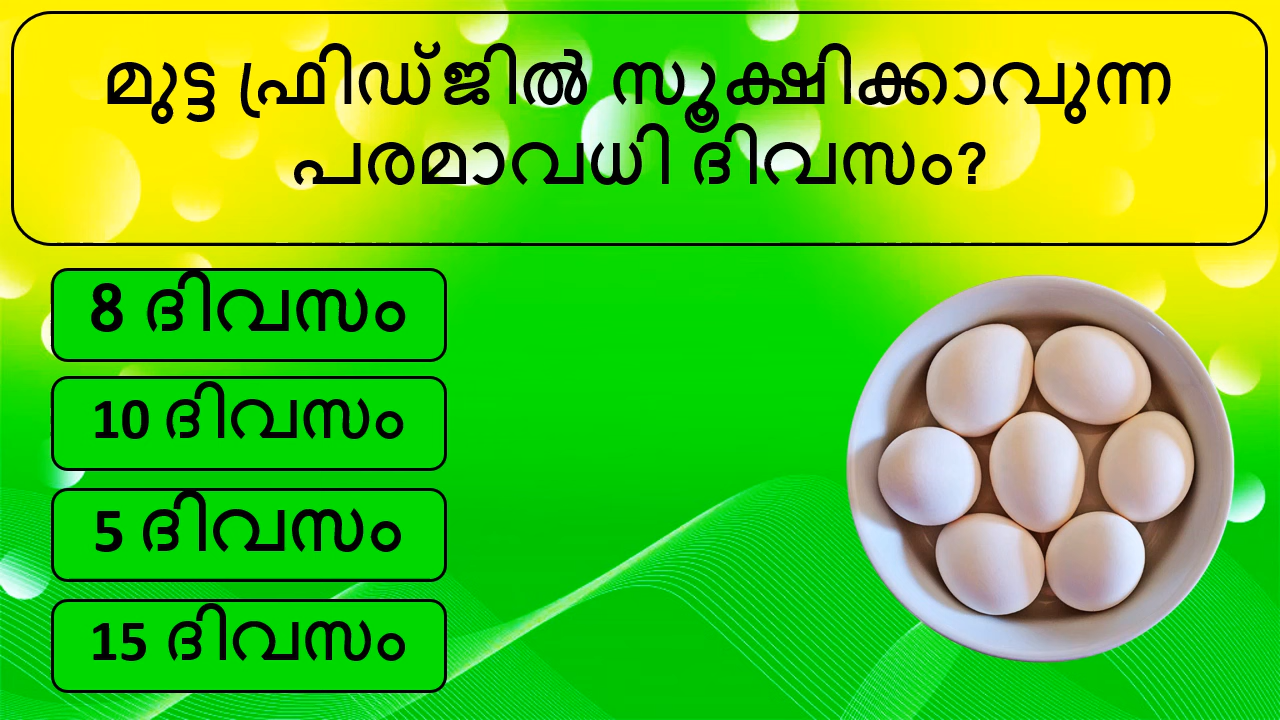 മുട്ട ഫ്രിഡ്ജിൽ സൂക്ഷിക്കാവുന്ന
പരമാവധി ദിവസം?
8 ദിവസം
10 ദിവസം
5 ദിവസം
15 ദിവസം